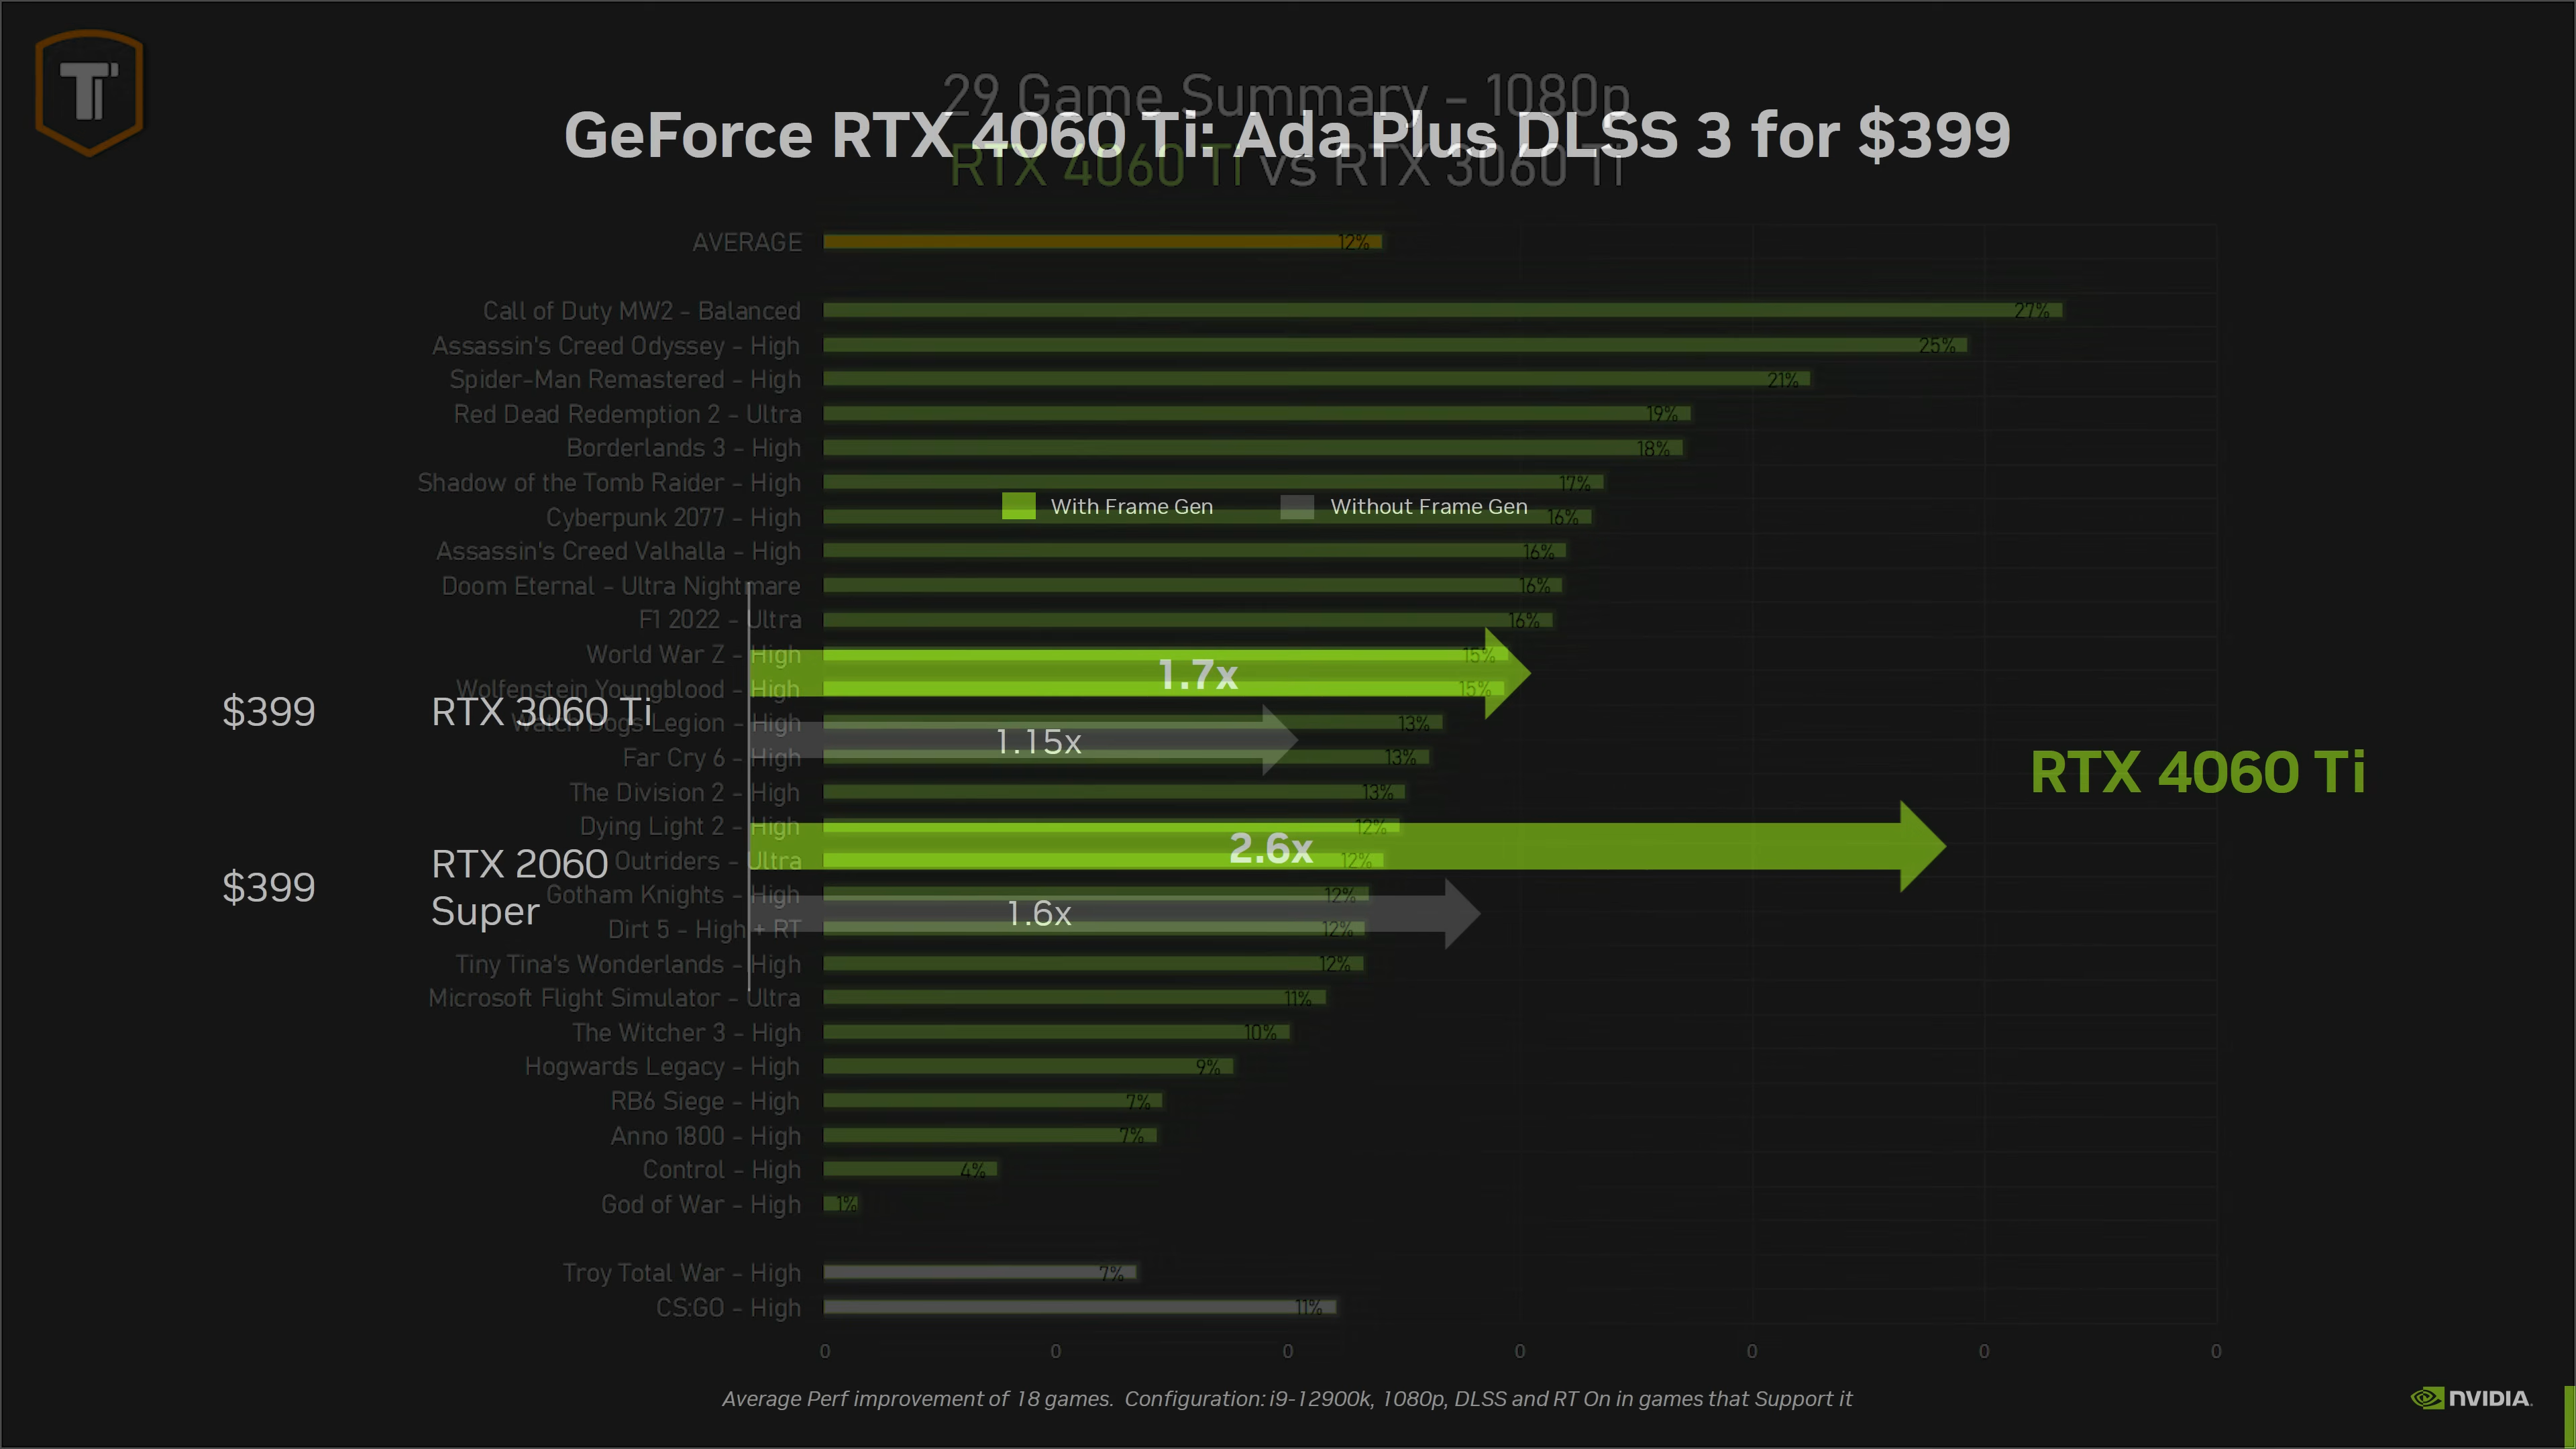 Ti
29 Game Summary - 1080p
GeForce RTX 4060 Ti: Ada Plus DLSS 3 for $399
RTX 4060 Ti vs RTX 3060 Ti
AVERAGE 12%
Call of Duty MW2 - Balanced 27%
Assassin's Creed Odyssey - High 25%
Spider-Man Remastered - High 21%
Red Dead Redemption 2 - Ultra 19%
Borderlands 3 - High 18%
Shadow of the Tomb Raider - High 17%
With Frame Gen Without Frame Gen
Cyberpunk 2077 - High 16%
Assassin's Creed Valhalla - High 16%
Doom Eternal - Ultra Nightmare 16%
F1 2022 - Ultra 16%
World War Z - High 15%
1.7x
Wolfenstein Youngblood - High 15%
$399 RTX 3060 Ti
Watch Dogs Legion - High 13%
1.15x
Far Cry 6 - High 13%
RTX 4060 Ti
The Division 2 - High 13%
Dying Light 2 - High 12%
2.6x
Outriders - Ultra 12%
$399 RTX 2060
Super
Gotham Knights - High 12%
1.6x
Dirt 5 - High + RT 12%
Tiny Tina's Wonderlands - High 12%
Microsoft Flight Simulator - Ultra 11%
The Witcher 3 - High 10%
Hogwards Legacy - High 9%
RB6 Siege - High 7%
Anno 1800 - High 7%
Control - High 4%
God of War - High 1%
Troy Total War - High 7%
CS:GO - High 11%
0 0 0 0 0 0 0
Average Perf improvement of 18 games. Configuration: i9-12900k, 1080p, DLSS and RT On in games that Support it
NVIDIA.